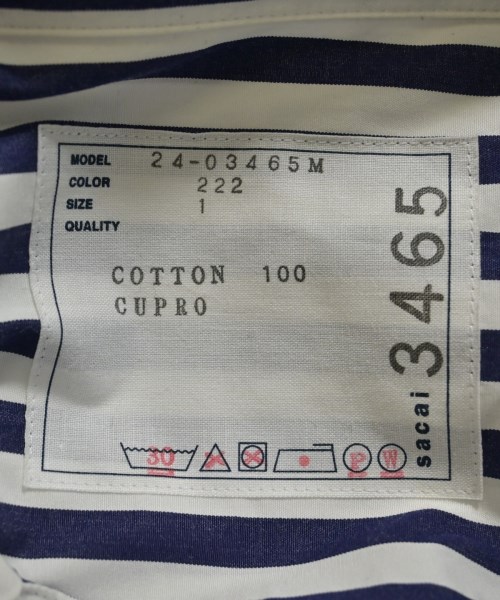 MODEL 24-03465M
COLOR 222
SIZE 1
QUALITY
COTTON 100
CUPRO
30
P
W
sacai 3465